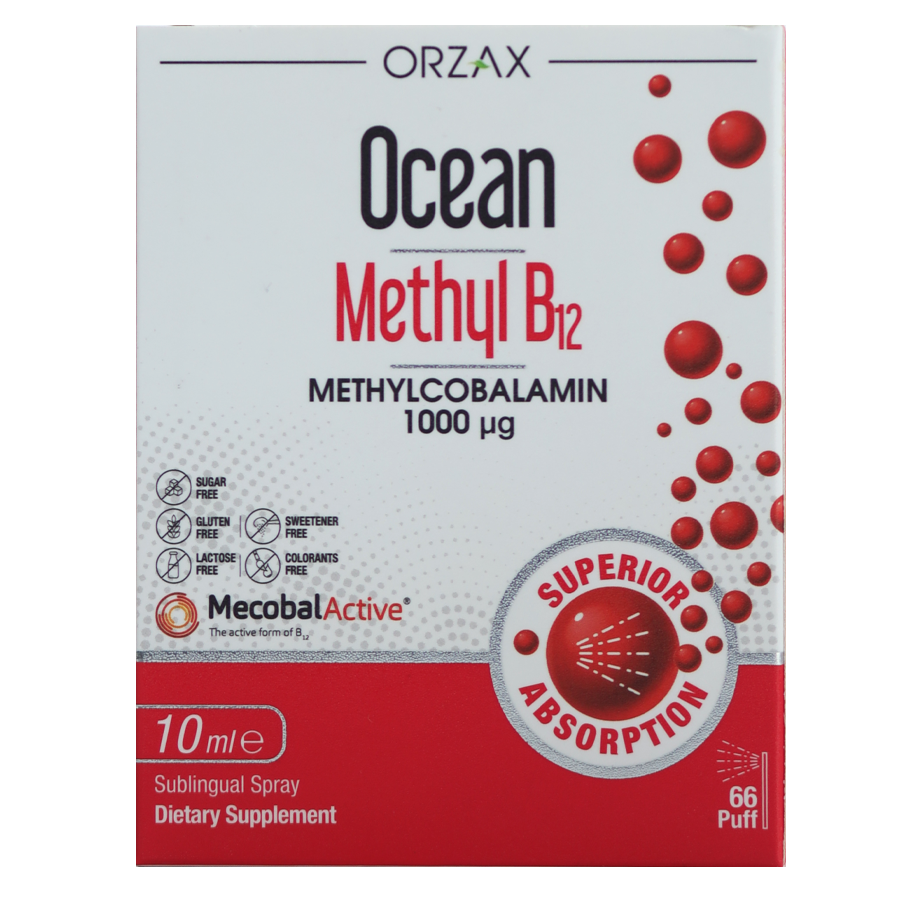 ORZAX
Ocean
Methyl B12
METHYLCOBALAMIN
1000 µg
SUGAR
FREE
GLUTEN
FREE
SWEETENER
FREE
LACTOSE
FREE
COLORANTS
FREE
MecobalActive®
The active form of B12
SUPERIOR
ABSORPTION
10 ml ℮
Sublingual Spray
Dietary Supplement
66
Puff